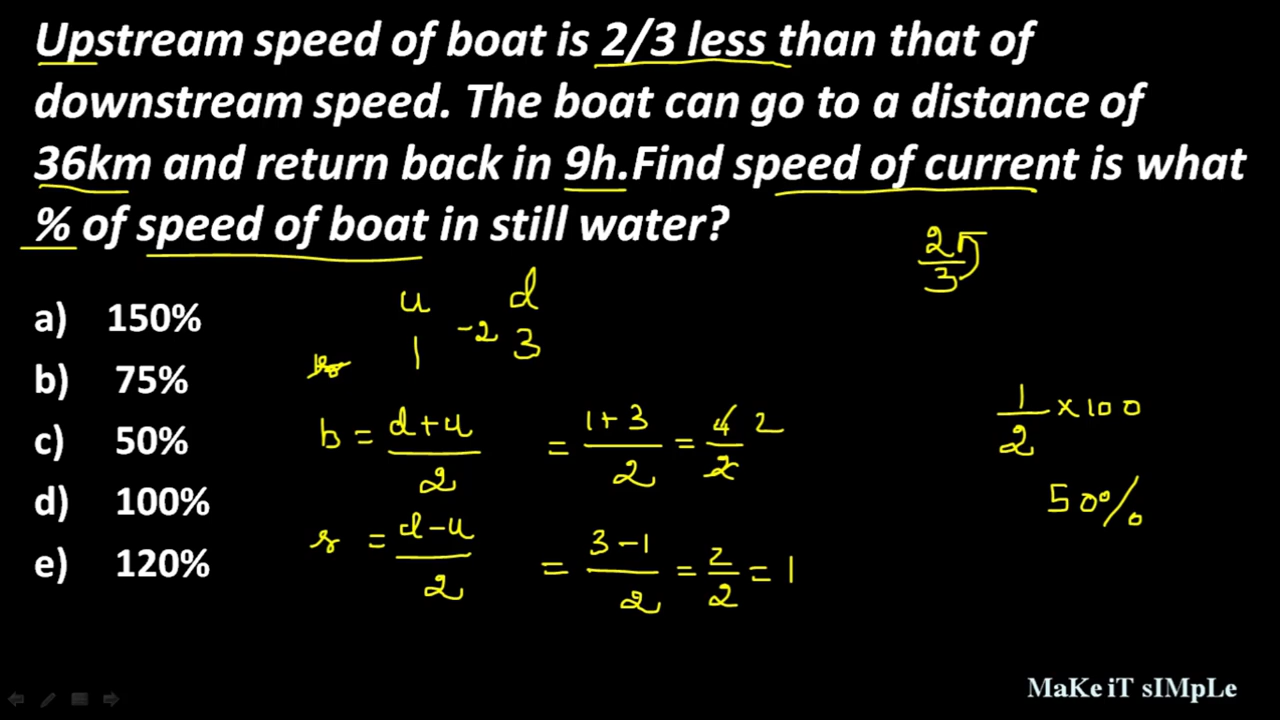 Upstream speed of boat is 2/3 less than that of
downstream speed. The boat can go to a distance of
36km and return back in 9h.Find speed of current is what
% of speed of boat in still water?
2
3
u d
a) 150%
1 -2 3
b) 75%
1/2 × 100
b = d+u/2 = 1+3/2 = 4/2 2
c) 50%
50%
d) 100%
s = d-u/2 = 3-1/2 = 2/2 = 1
e) 120%
MaKe iT sIMpLe